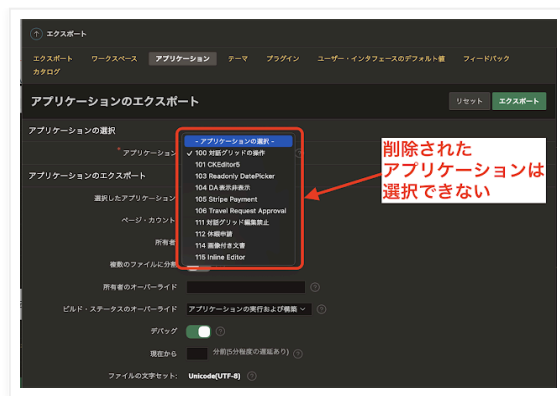 エクスポート
エクスポート ワークスペース アプリケーション テーマ プラグイン ユーザー・インタフェースのデフォルト値 フィードバック
カタログ
アプリケーションのエクスポート
リセット エクスポート
アプリケーションの選択
* アプリケーション
- アプリケーションの選択 -
✓ 100 対話グリッドの操作
101 CKEditor5
103 Readonly DatePicker
104 DA 表示非表示
105 Stripe Payment
106 Travel Request Approval
111 対話グリッド編集禁止
112 休暇申請
114 画像付き文書
115 Inline Editor
削除された
アプリケーションは
選択できない
アプリケーションのエクスポート
選択したアプリケーション
ページ・カウント
所有者
複数のファイルに分割
所有者のオーバーライド
ビルド・ステータスのオーバーライド アプリケーションの実行および構築
デバッグ
現在から 分前(5分程度の遅延あり)
ファイルの文字セット: Unicode(UTF-8)